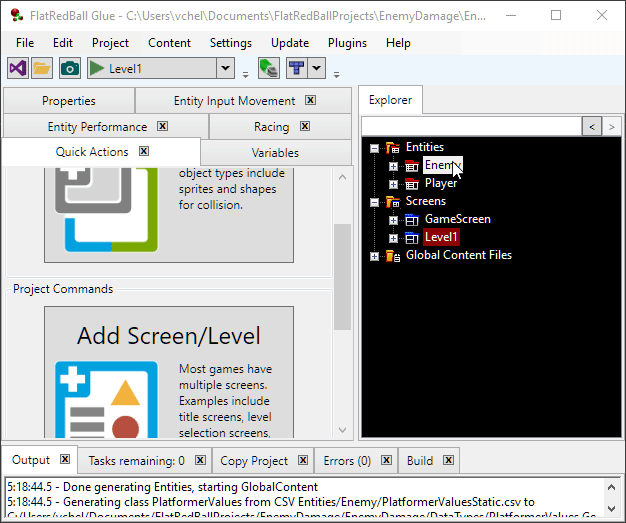 FlatRedBall Glue - C:\Users\vchel\Documents\FlatRedBallProjects\EnemyDamage\En...
File Edit Project Content Settings Update Plugins Help
Level1
Properties
Entity Input Movement
Entity Performance
Racing
Quick Actions
Variables
object types include
sprites and shapes
for collision.
Project Commands
Add Screen/Level
Most games have
multiple screens.
Examples include
title screens, level
selection screens,
Explorer
< >
Entities
Enemy
Player
Screens
GameScreen
Level1
Global Content Files
Output
Tasks remaining: 0
Copy Project
Errors (0)
Build
5:18:44.5 - Done generating Entities, starting GlobalContent
5:18:44.5 - Generating class PlatformerValues from CSV Entities/Enemy/PlatformerValuesStatic.csv to
C:/Users/vchel/Documents/FlatRedBallProjects/EnemyDamage/EnemyDamage/DataTypes/PlatformerValues.Ge